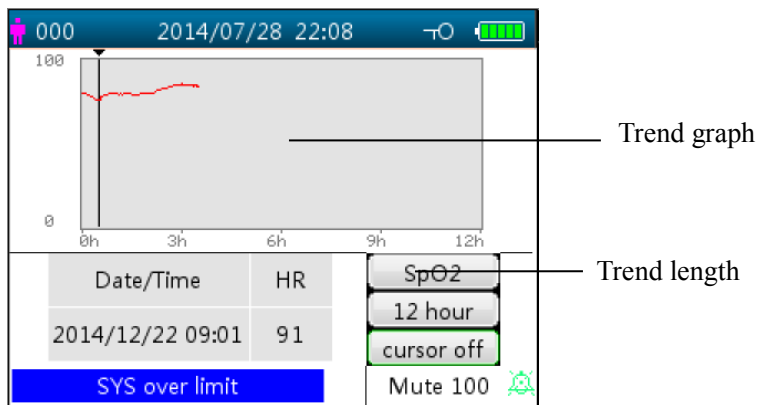 000 2014/07/28 22:08
100
Trend graph
0
0h 3h 6h 9h 12h
SpO2
Trend length
Date/Time HR
12 hour
2014/12/22 09:01 91
cursor off
SYS over limit Mute 100